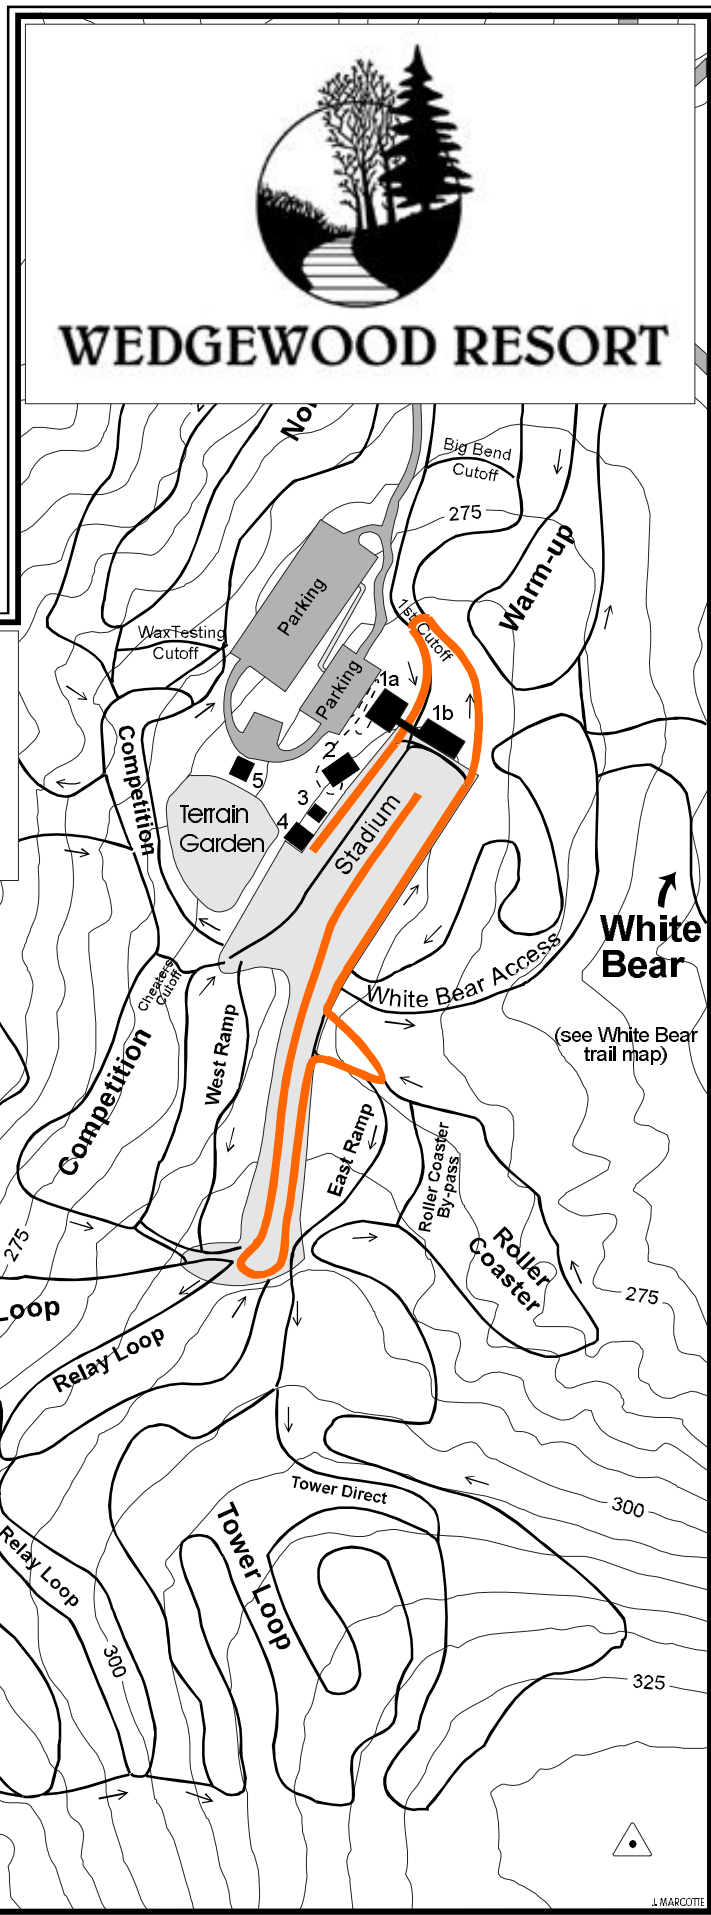 WEDGEWOOD RESORT
Big Bend
Cutoff
275
Warm-up
Parking
1st Cutoff
WaxTesting
Cutoff
Parking
1a
1b
2
5
3
4
Competition
Terrain
Garden
Stadium
White
Bear
White Bear Access
Cheaters
Cutoff
(see White Bear
trail map)
West Ramp
Competition
East Ramp
Roller Coaster
By-pass
275
Roller
Coaster
275
Loop
Relay Loop
Tower Direct
300
Tower Loop
Relay Loop
300
325
J. MARCOTTE